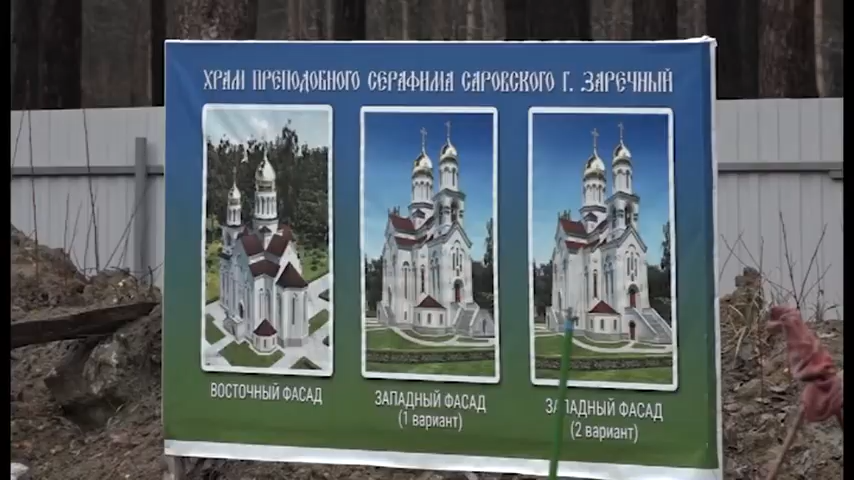 ХРАМ ПРЕПОДОБНОГО СЕРАФИМА САРОВСКОГО Г. ЗАРЕЧНЫЙ
ВОСТОЧНЫЙ ФАСАД
ЗАПАДНЫЙ ФАСАД
(1 вариант)
ЗАПАДНЫЙ ФАСАД
(2 вариант)